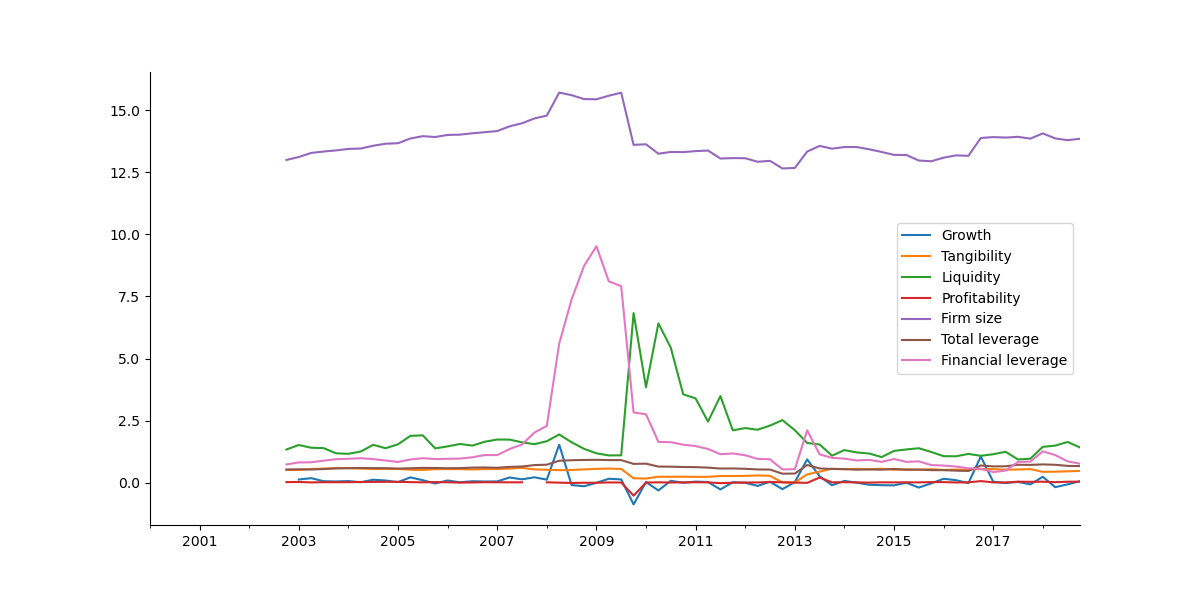 15.0
12.5
10.0
7.5
5.0
2.5
0.0
Growth
Tangibility
Liquidity
Profitability
Firm size
Total leverage
Financial leverage
2001 2003 2005 2007 2009 2011 2013 2015 2017